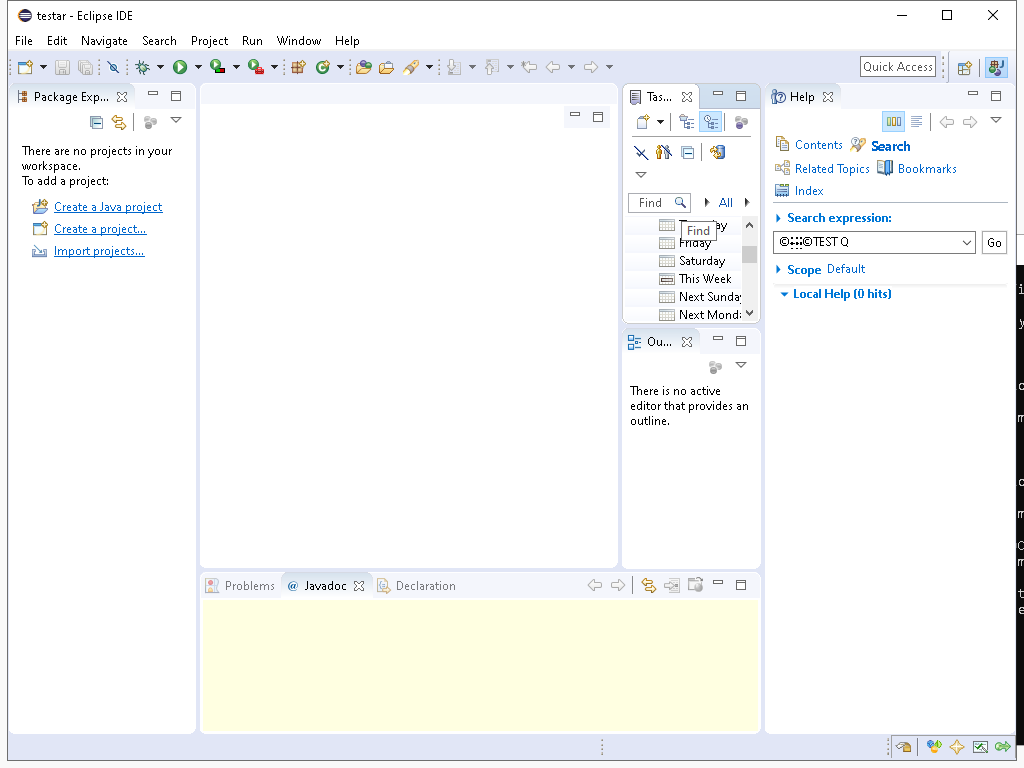 testar - Eclipse IDE
File Edit Navigate Search Project Run Window Help
Quick Access
Package Exp...
There are no projects in your
workspace.
To add a project:
Create a Java project
Create a project...
Import projects...
Tas...
Find
All
Find
Friday
Saturday
This Week
Next Sunday
Next Mond
Ou...
There is no active
editor that provides an
outline.
Problems
@ Javadoc
Declaration
Help
Contents
Search
Related Topics
Bookmarks
Index
Search expression:
TEST Q
Go
Scope Default
Local Help (0 hits)